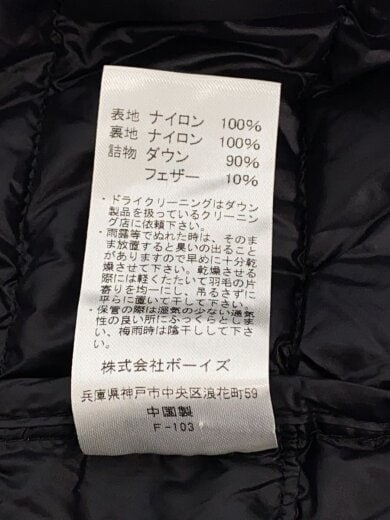 表地 ナイロン 100%
裏地 ナイロン 100%
詰物 ダウン 90%
フェザー 10%
・ドライクリーニングはダウン
製品を扱っているクリーニン
グ店に依頼下さい。
・雨露等でぬれた時は、そのま
ま放置すると臭いの出ること
がありますので早めに十分乾
燥させて下さい。乾燥させる
際には軽くたたいて羽毛の片
寄りを均一にし、吊るさずに
平らに置いて干して下さい。
・保管の際は湿気の少ない通気
性の良い所にふっくらとしま
い、梅雨時は陰干しして下さ
い。
株式会社ボーイズ
兵庫県神戸市中央区浪花町59
中国製
F-103